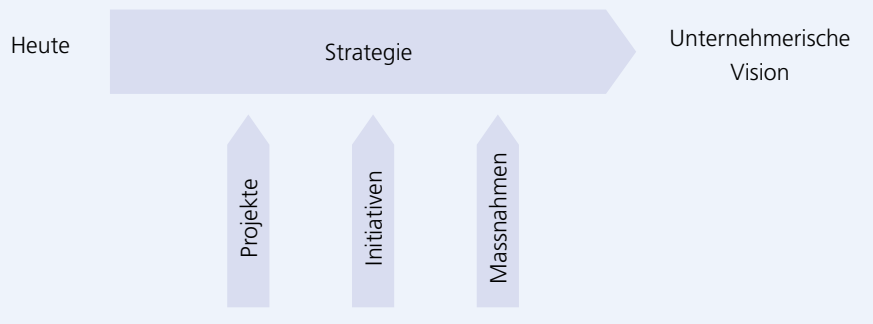 Heute
Strategie
Unternehmerische
Vision
Projekte
Initiativen
Massnahmen